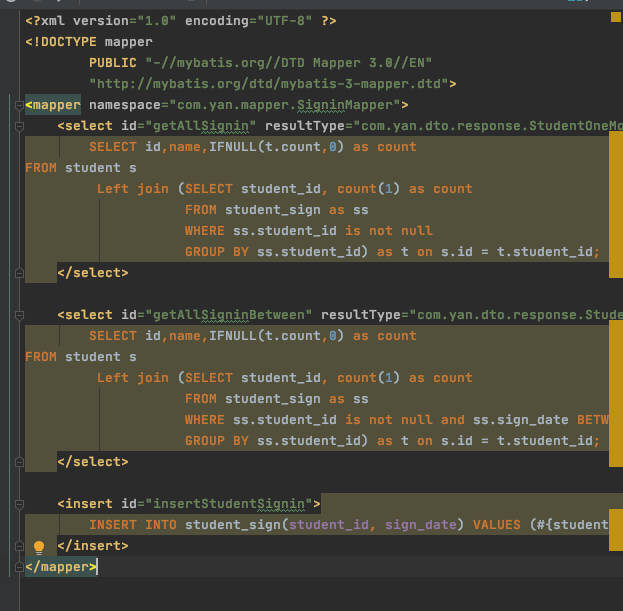 <?xml version="1.0" encoding="UTF-8" ?>
<!DOCTYPE mapper
PUBLIC "-//mybatis.org//DTD Mapper 3.0//EN"
"http://mybatis.org/dtd/mybatis-3-mapper.dtd">
<mapper namespace="com.yan.mapper.SigninMapper">
<select id="getAllSignin" resultType="com.yan.dto.response.StudentOneMo
SELECT id,name,IFNULL(t.count,0) as count
FROM student s
Left join (SELECT student_id, count(1) as count
FROM student_sign as ss
WHERE ss.student_id is not null
GROUP BY ss.student_id) as t on s.id = t.student_id;
</select>
<select id="getAllSigninBetween" resultType="com.yan.dto.response.Stude
SELECT id,name,IFNULL(t.count,0) as count
FROM student s
Left join (SELECT student_id, count(1) as count
FROM student_sign as ss
WHERE ss.student_id is not null and ss.sign_date BETW
GROUP BY ss.student_id) as t on s.id = t.student_id;
</select>
<insert id="insertStudentSignin">
INSERT INTO student_sign(student_id, sign_date) VALUES (#{student
</insert>
</mapper>